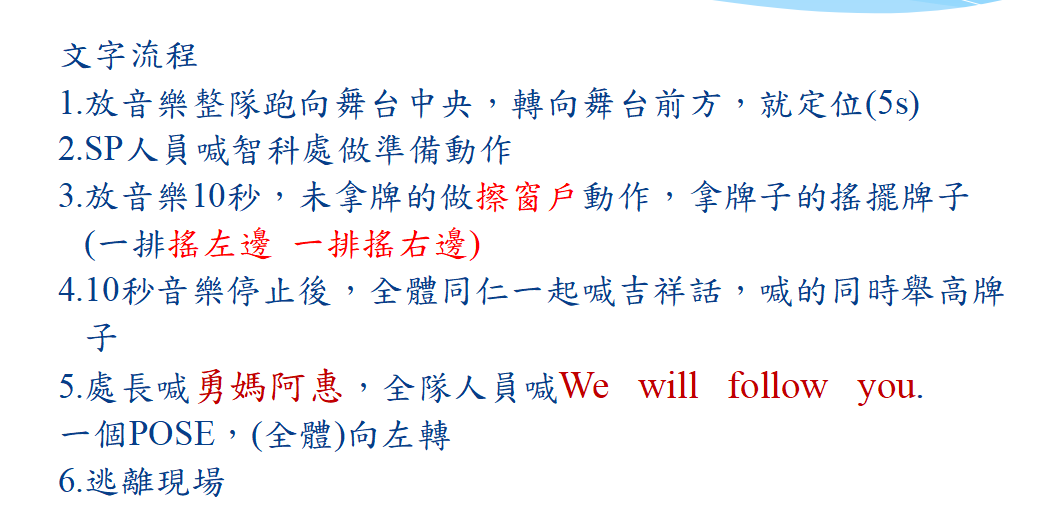 文字流程
1.放音樂整隊跑向舞台中央，轉向舞台前方，就定位(5s)
2.SP人員喊智科處做準備動作
3.放音樂10秒，未拿牌的做擦窗戶動作，拿牌子的搖擺牌子
(一排搖左邊 一排搖右邊)
4.10秒音樂停止後，全體同仁一起喊吉祥話，喊的同時舉高牌
子
5.處長喊勇媽阿惠，全隊人員喊We will follow you.
一個POSE，(全體)向左轉
6.逃離現場